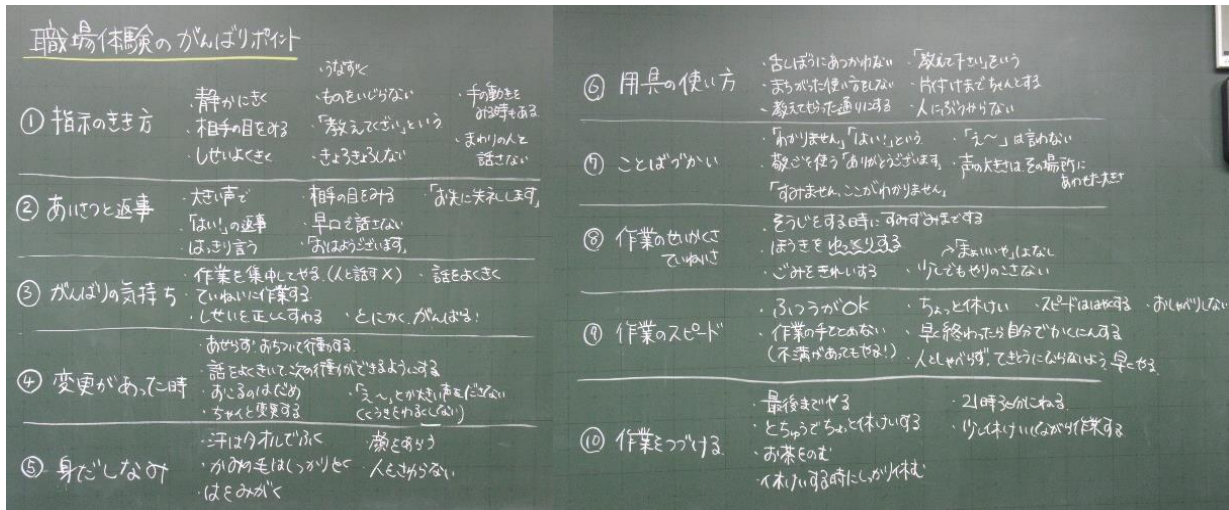 職場体験のがんばりポイント
① 指示のきき方
・静かにきく
・相手の目をみる
・しせいよくきく
・うなずく
・ものをいじらない
・「教えてください」という
・きょろきょろしない
・手の動きをみる時もある
・まわりの人と話さない
② あいさつと返事
・大きい声で
・「はい!」の返事
・はっきり言う
・相手の目をみる
・早口で話さない
・「おはようございます」
・「お先に失礼します」
③ がんばりの気持ち
・作業を集中してやる。(人と話す×)
・ていねいに作業する
・しせいを正しくすわる
・話をよくきく
・とにかく、がんばる!
④ 変更があった時
・あせらず、おちついて行動する。
・話をよくきいて、次の行動ができるようにする
・おこるのはだめ
・ちゃんと変更する
・「え〜」とか大きい声をださない
(くうきをわるくしない)
⑤ 身だしなみ
・汗はタオルでふく
・かみの毛はしっかりとく
・はをみがく
・顔をあらう
・人をさわらない
⑥ 用具の使い方
・まちがった使い方をしない
・教えてもらった通りにする
・「教えて下さい」という
・片付けまでちゃんとする
・人にぶつからない
⑦ ことばづかい
・「わかりません」「はい!」という
・敬ごを使う「ありがとうございます」
「すみません、ここがわかりません」
・「え〜」は言わない
・声の大きさはその場所に
あわせた大きさ
⑧ 作業のせいかくさ
ていねいさ
・そうじをする時にすみずみまでする
ほうきをゆっくりする
・ごみをきれいする
→「まぁいいや」はなし
・少しでもやりのこさない
⑨ 作業のスピード
・ふつうがOK
・作業の手をとめない
(不満があってもやる!)
・ちょっと休けい
・スピードははやくする
・おしゃべりしない
・早く終わったら自分でかくにんする
・人としゃべらず、てきとうにならないよう、早くやる
⑩ 作業をつづける
・最後までやる
・とちゅうでちょっと休けいする
・お茶をのむ
・休けいする時にしっかり休む
・21時30分にねる
・少し休けいしながら作業する